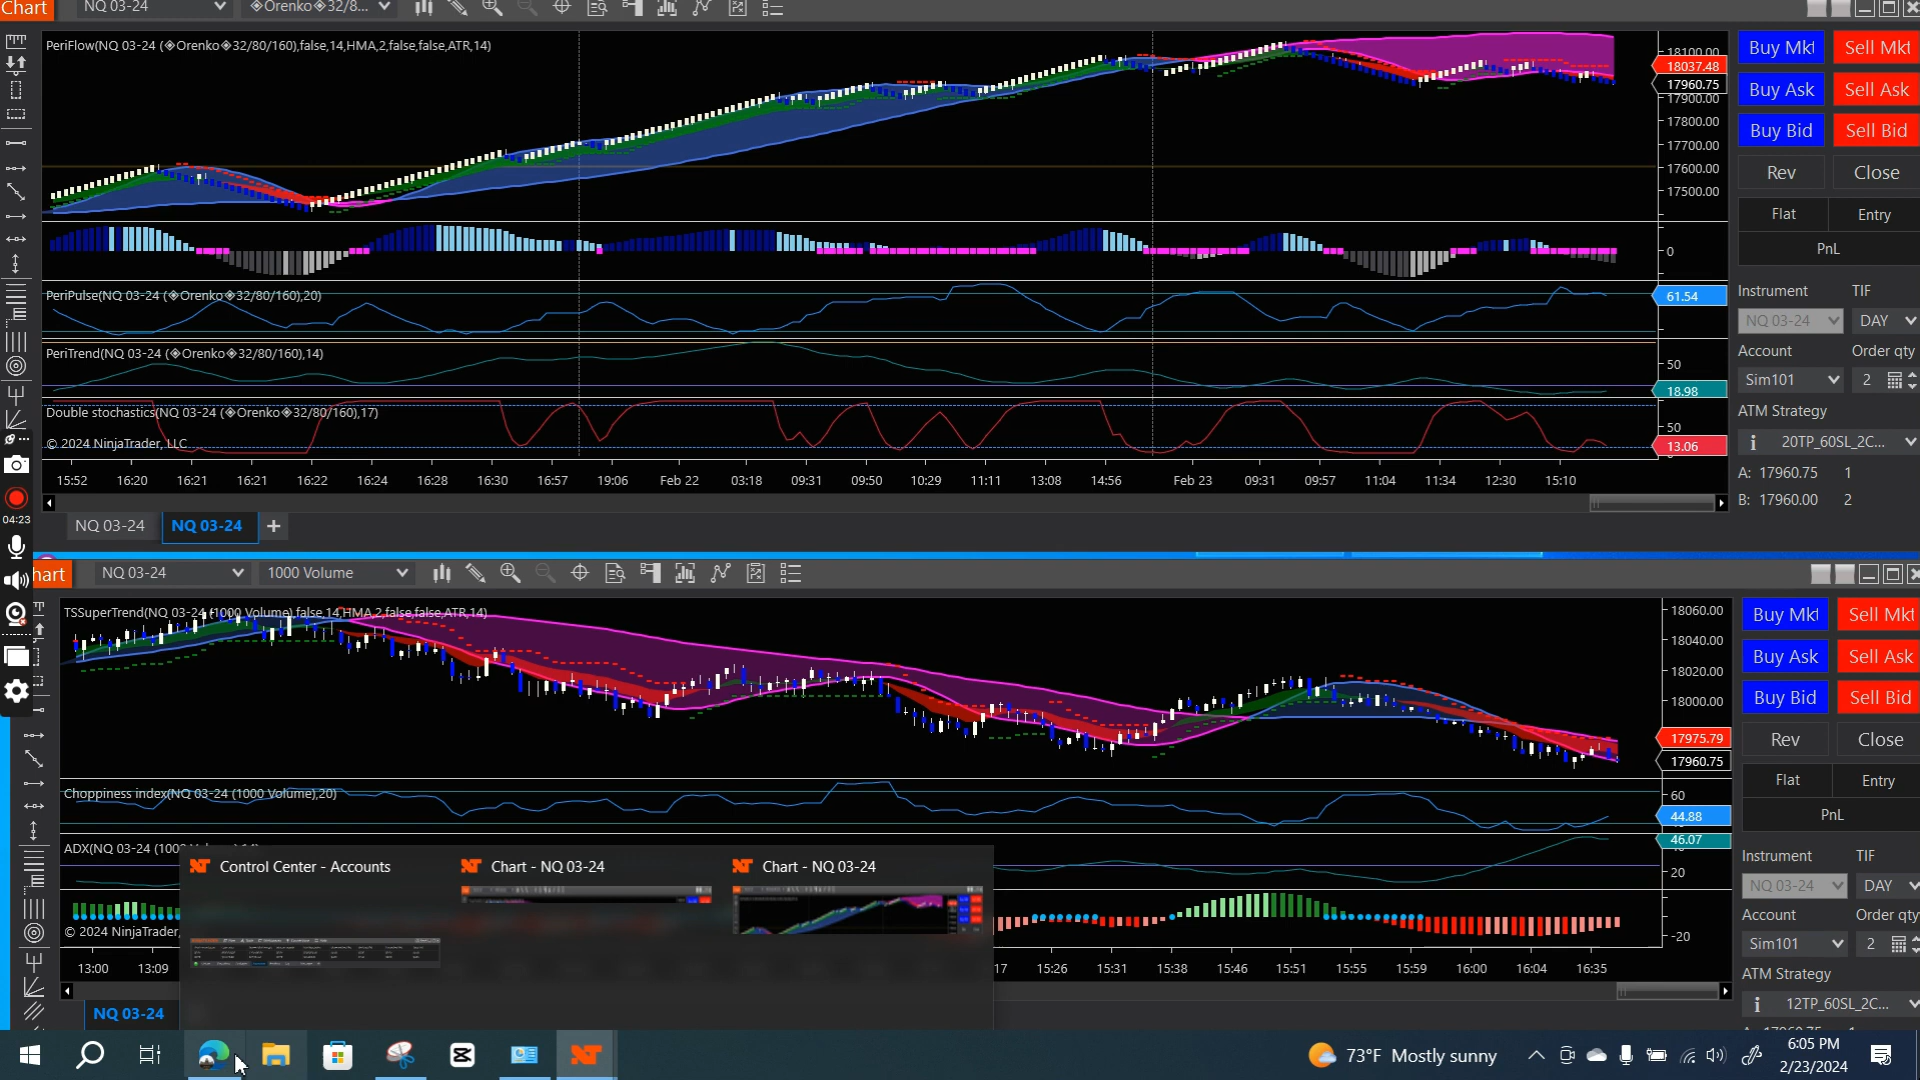 Chart NQ 03-24 ◈Orenko◈32/8...
PeriFlow(NQ 03-24 (◈Orenko◈32/80/160),false,14,HMA,2,false,false,ATR,14)
18100.00
18037.48
17960.75
17900.00
17800.00
17700.00
17600.00
17500.00
0
PeriPulse(NQ 03-24 (◈Orenko◈32/80/160),20)
61.54
PeriTrend(NQ 03-24 (◈Orenko◈32/80/160),14)
50
18.98
Double stochastics(NQ 03-24 (◈Orenko◈32/80/160),17)
50
© 2024 NinjaTrader, LLC
13.06
15:52 16:20 16:21 16:21 16:22 16:24 16:28 16:30 16:57 19:06 Feb 22 03:18 09:31 09:50 10:29 11:11 13:08 14:56 Feb 23 09:31 09:57 11:04 11:34 12:30 15:10
NQ 03-24 NQ 03-24 +
Buy Mkt Sell Mkt
Buy Ask Sell Ask
Buy Bid Sell Bid
Rev Close
Flat Entry
PnL
Instrument TIF
NQ 03-24 DAY
Account Order qty
Sim101 2
ATM Strategy
20TP_60SL_2C...
A: 17960.75 1
B: 17960.00 2
04:23
hart NQ 03-24 1000 Volume
TSSuperTrend(NQ 03-24 (1000 Volume),false,14,HMA,2,false,false,ATR,14)
18060.00
18040.00
18020.00
18000.00
17975.79
17960.75
Choppiness index(NQ 03-24 (1000 Volume),20)
60
44.88
ADX(NQ 03-24 (100
46.07
20
-20
© 2024 NinjaTrader,
13:00 13:09 17 15:26 15:31 15:38 15:46 15:51 15:55 15:59 16:00 16:04 16:35
NQ 03-24
Buy Mkt Sell Mkt
Buy Ask Sell Ask
Buy Bid Sell Bid
Rev Close
Flat Entry
PnL
Instrument TIF
NQ 03-24 DAY
Account Order qty
Sim101 2
ATM Strategy
12TP_60SL_2C...
Control Center - Accounts Chart - NQ 03-24 Chart - NQ 03-24
73°F Mostly sunny
6:05 PM
2/23/2024